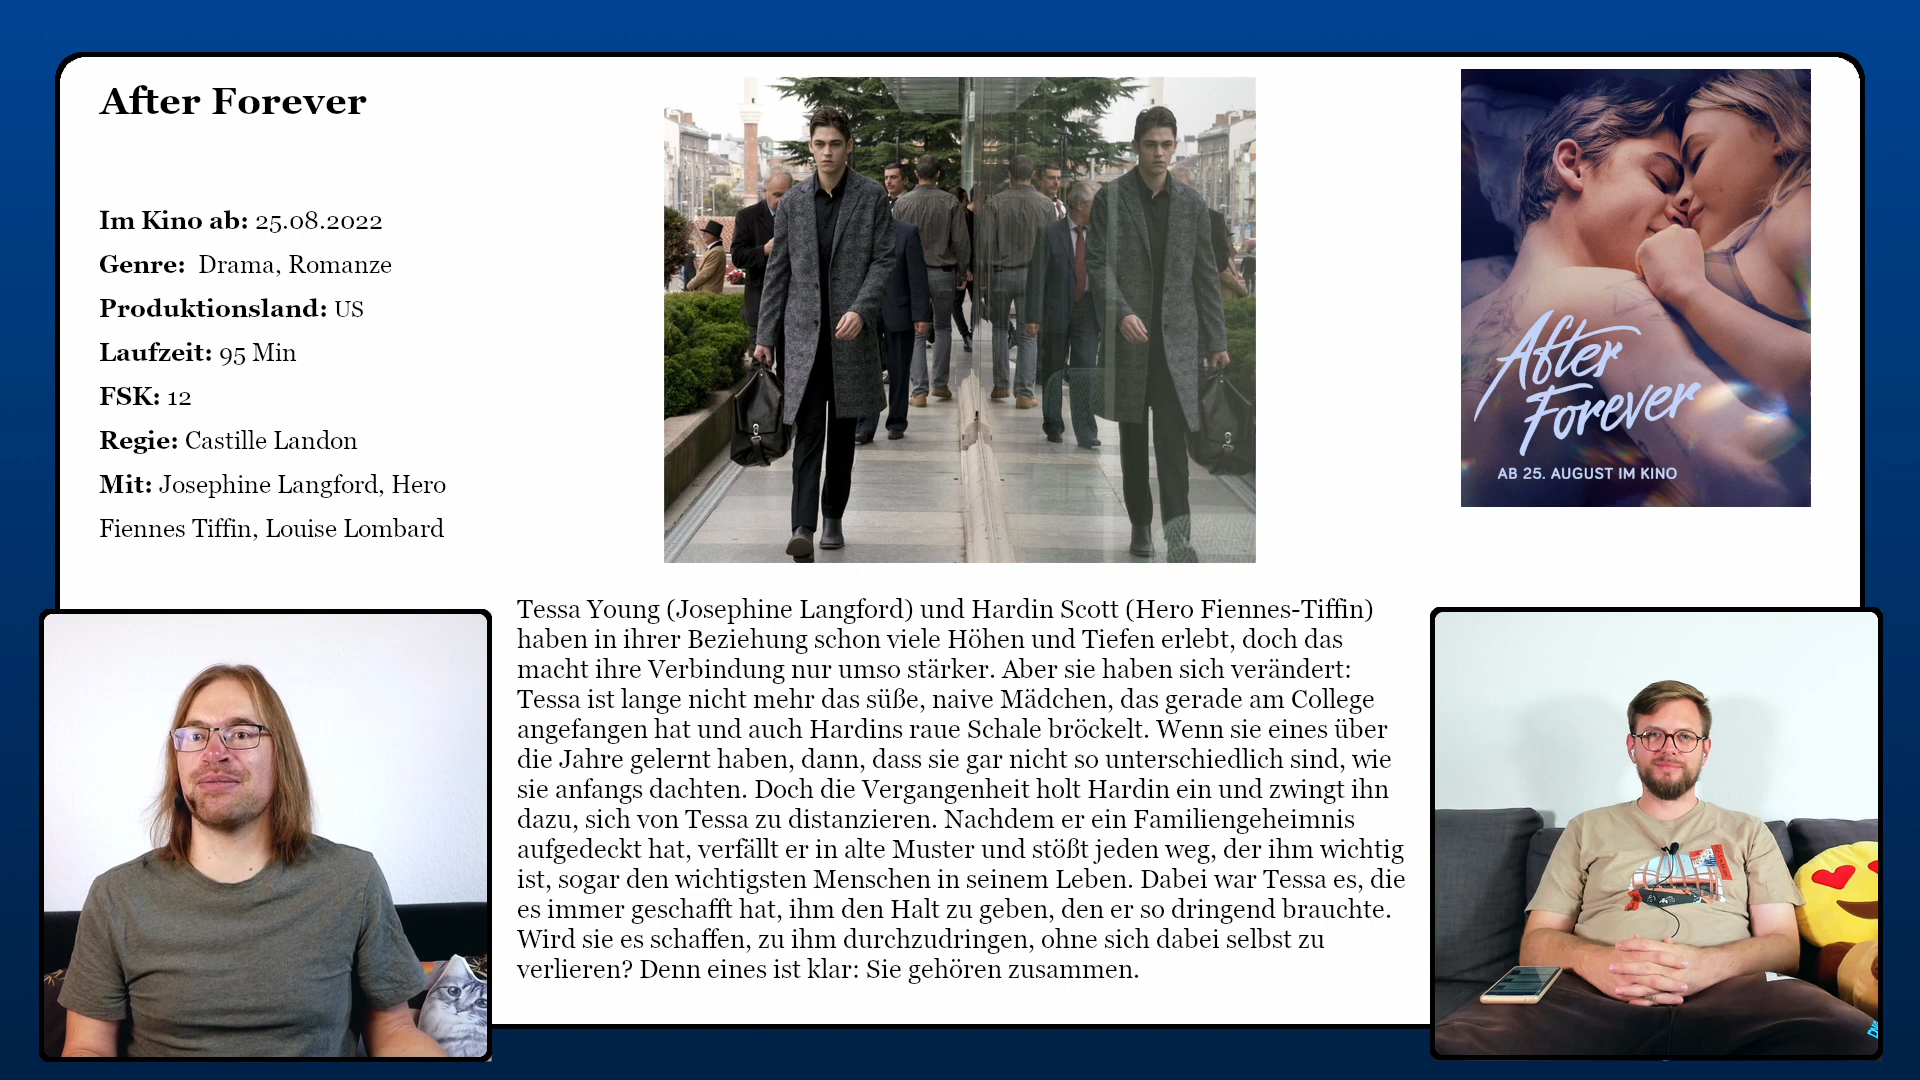 After Forever
Im Kino ab: 25.08.2022
Genre: Drama, Romanze
Produktionsland: US
Laufzeit: 95 Min
FSK: 12
Regie: Castille Landon
Mit: Josephine Langford, Hero
Fiennes Tiffin, Louise Lombard
After
Forever
AB 25. AUGUST IM KINO
Tessa Young (Josephine Langford) und Hardin Scott (Hero Fiennes-Tiffin)
haben in ihrer Beziehung schon viele Höhen und Tiefen erlebt, doch das
macht ihre Verbindung nur umso stärker. Aber sie haben sich verändert:
Tessa ist lange nicht mehr das süße, naive Mädchen, das gerade am College
angefangen hat und auch Hardins raue Schale bröckelt. Wenn sie eines über
die Jahre gelernt haben, dann, dass sie gar nicht so unterschiedlich sind, wie
sie anfangs dachten. Doch die Vergangenheit holt Hardin ein und zwingt ihn
dazu, sich von Tessa zu distanzieren. Nachdem er ein Familiengeheimnis
aufgedeckt hat, verfällt er in alte Muster und stößt jeden weg, der ihm wichtig
ist, sogar den wichtigsten Menschen in seinem Leben. Dabei war Tessa es, die
es immer geschafft hat, ihm den Halt zu geben, den er so dringend brauchte.
Wird sie es schaffen, zu ihm durchzudringen, ohne sich dabei selbst zu
verlieren? Denn eines ist klar: Sie gehören zusammen.